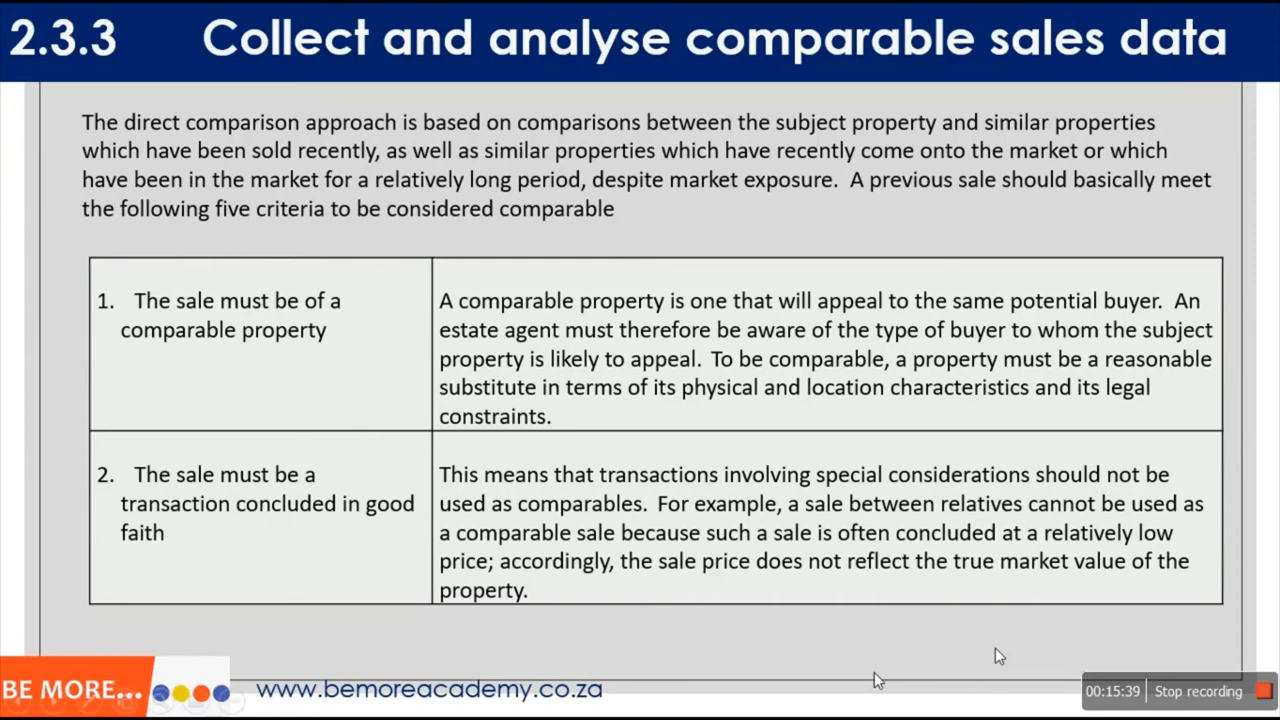 2.3.3 Collect and analyse comparable sales data
The direct comparison approach is based on comparisons between the subject property and similar properties
which have been sold recently, as well as similar properties which have recently come onto the market or which
have been in the market for a relatively long period, despite market exposure. A previous sale should basically meet
the following five criteria to be considered comparable
1. The sale must be of a
comparable property
A comparable property is one that will appeal to the same potential buyer. An
estate agent must therefore be aware of the type of buyer to whom the subject
property is likely to appeal. To be comparable, a property must be a reasonable
substitute in terms of its physical and location characteristics and its legal
constraints.
2. The sale must be a
transaction concluded in good
faith
This means that transactions involving special considerations should not be
used as comparables. For example, a sale between relatives cannot be used as
a comparable sale because such a sale is often concluded at a relatively low
price; accordingly, the sale price does not reflect the true market value of the
property.
BE MORE...
www.bemoreacademy.co.za
00:15:39 Stop recording